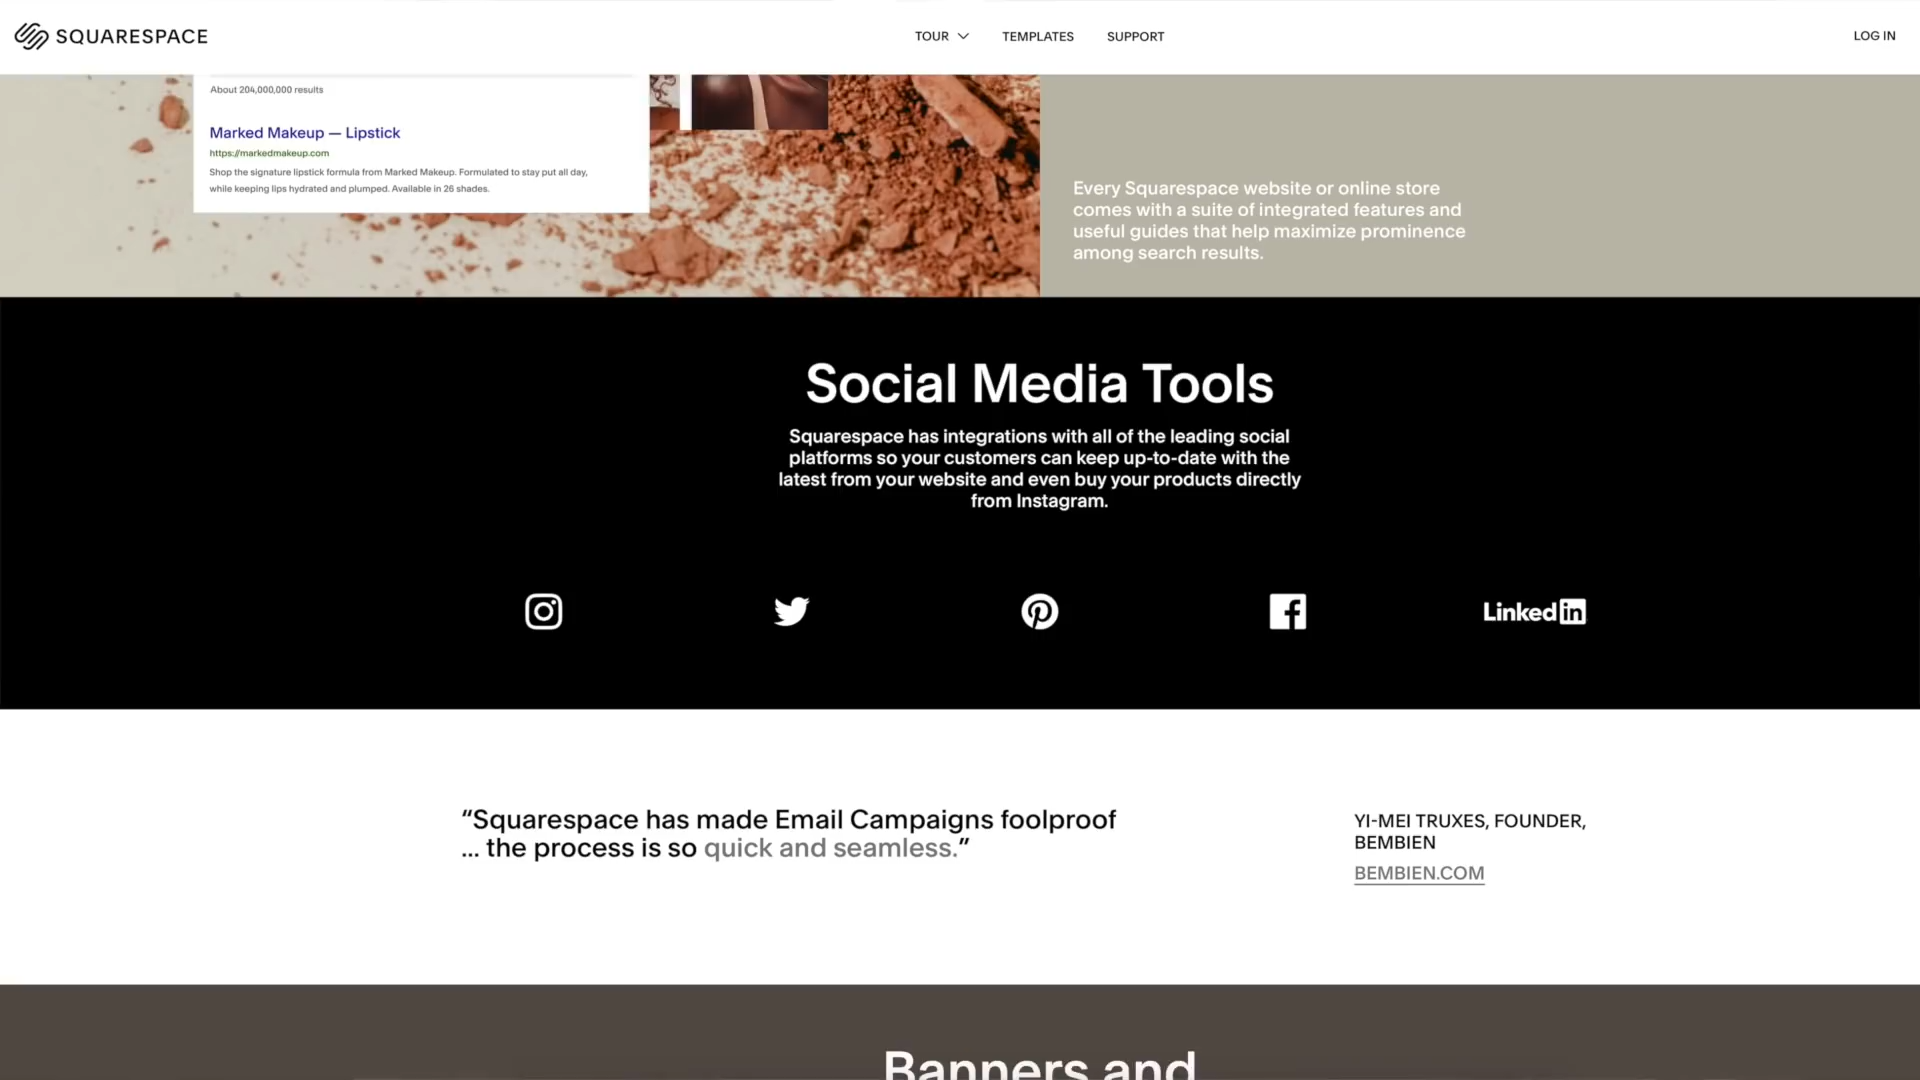 SQUARESPACE
TOUR
TEMPLATES
SUPPORT
LOG IN
About 204,000,000 results
Marked Makeup — Lipstick
https://markedmakeup.com
Shop the signature lipstick formula from Marked Makeup. Formulated to stay put all day,
while keeping lips hydrated and plumped. Available in 26 shades.
Every Squarespace website or online store
comes with a suite of integrated features and
useful guides that help maximize prominence
among search results.
Social Media Tools
Squarespace has integrations with all of the leading social
platforms so your customers can keep up-to-date with the
latest from your website and even buy your products directly
from Instagram.
Linked in
“Squarespace has made Email Campaigns foolproof
... the process is so quick and seamless.”
YI-MEI TRUXES, FOUNDER,
BEMBIEN
BEMBIEN.COM
Banners and